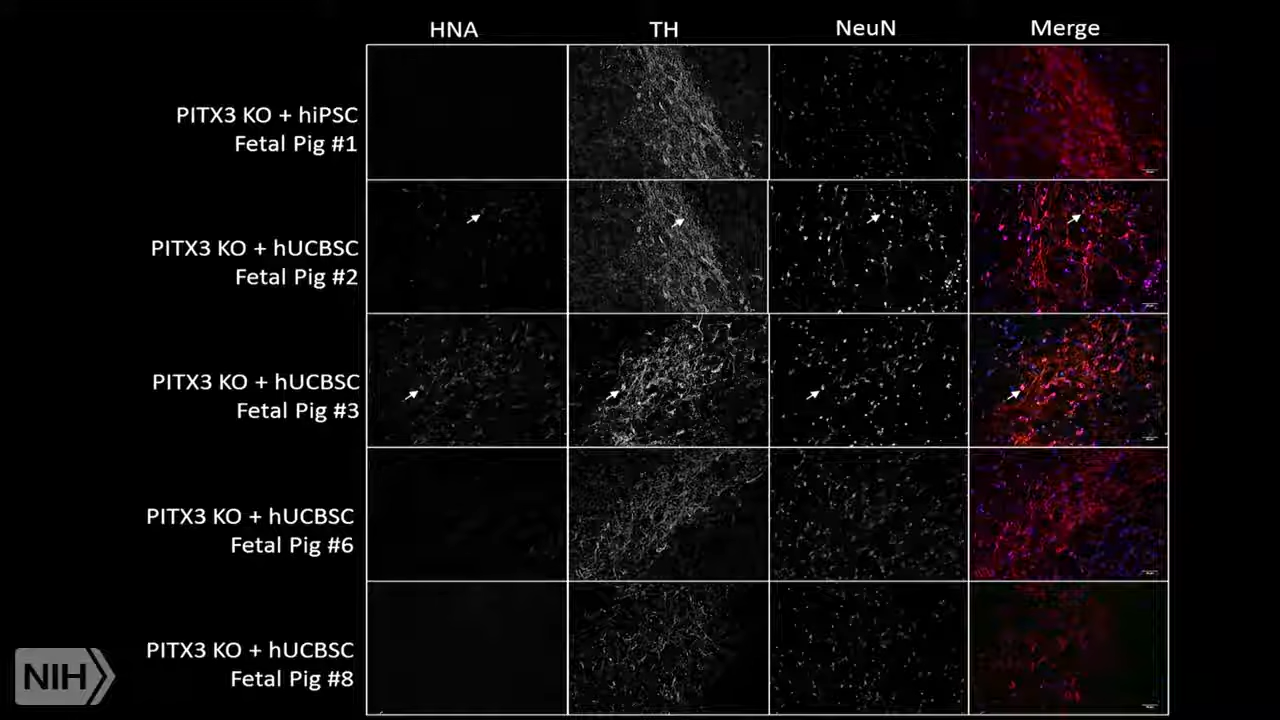 HNA TH NeuN Merge
PITX3 KO + hiPSC
Fetal Pig #1
PITX3 KO + hUCBSC
Fetal Pig #2
PITX3 KO + hUCBSC
Fetal Pig #3
PITX3 KO + hUCBSC
Fetal Pig #6
PITX3 KO + hUCBSC
Fetal Pig #8
NIH